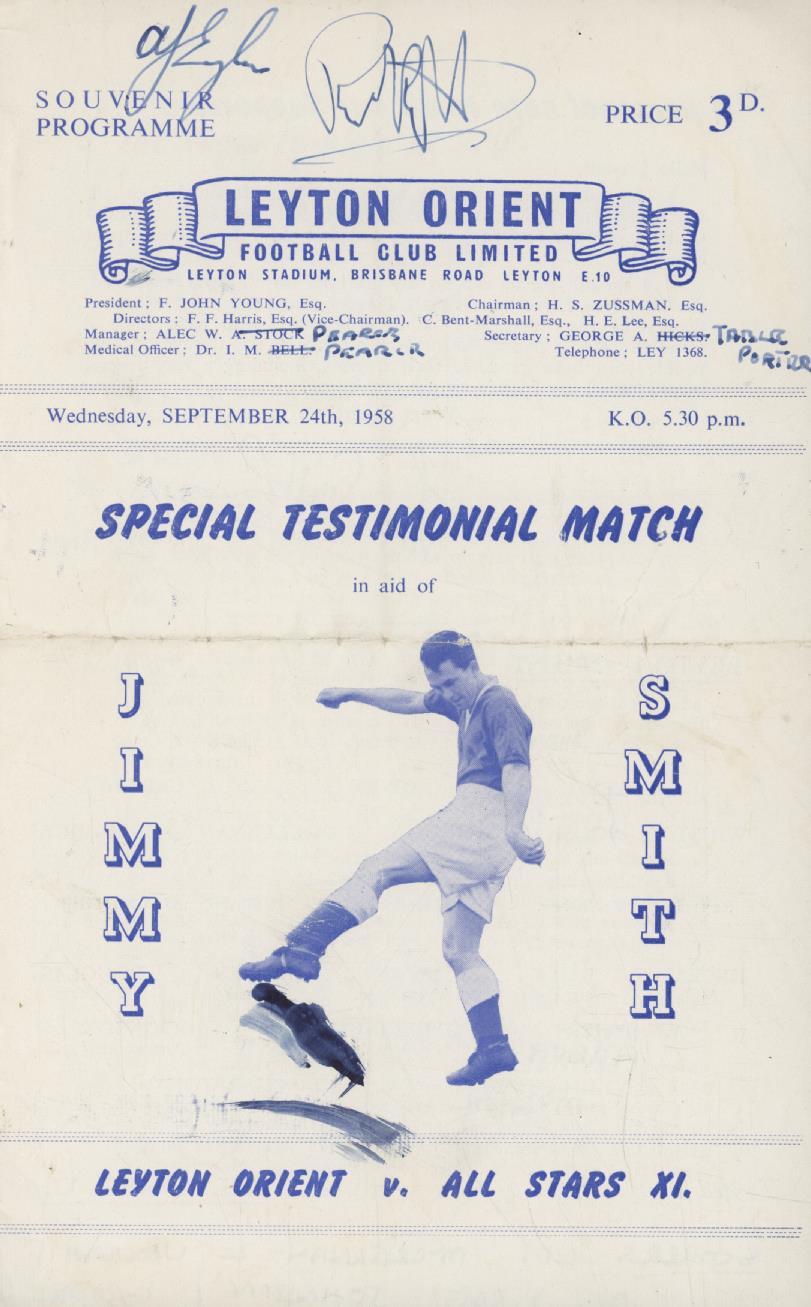 SOUVENIR
PROGRAMME
PRICE 3D.
LEYTON ORIENT
FOOTBALL CLUB LIMITED
LEYTON STADIUM, BRISBANE ROAD LEYTON E.10
President ; F. JOHN YOUNG, Esq. Chairman ; H. S. ZUSSMAN, Esq.
Directors ; F. F. Harris, Esq. (Vice-Chairman). C. Bent-Marshall, Esq., H. E. Lee, Esq.
Manager ; ALEC W. A. STOCK Secretary ; GEORGE A. HICKS.
Medical Officer ; Dr. I. M. BELL. Telephone ; LEY 1368. PORTER
Wednesday, SEPTEMBER 24th, 1958 K.O. 5.30 p.m.
SPECIAL TESTIMONIAL MATCH
in aid of
JIMMY
SMITH
LEYTON ORIENT v. ALL STARS XI.